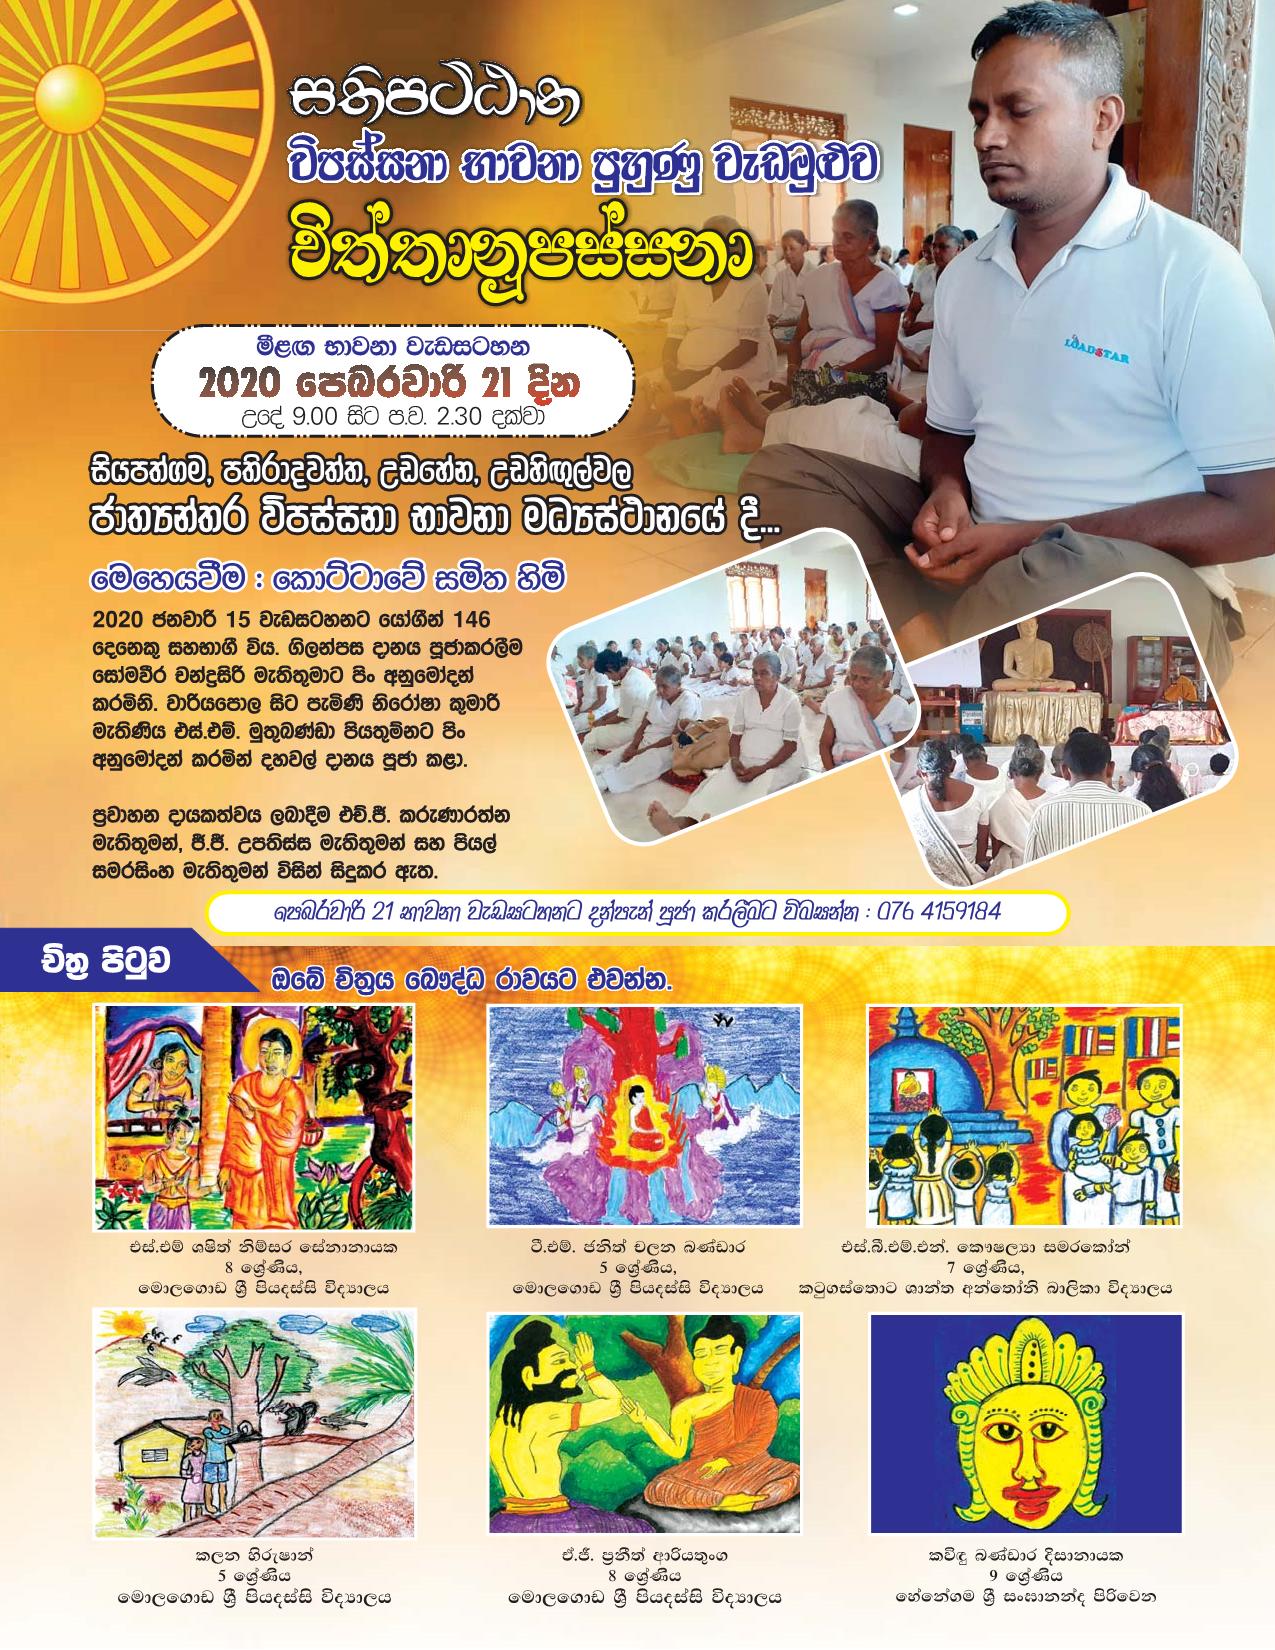 සතිපට්ඨාන
විපස්සනා භාවනා පුහුණු වැඩමුළුව
චිත්තානුපස්සනා
LOADSTAR
මීළඟ භාවනා වැඩසටහන
2020 පෙබරවාරි 21 දින
උදේ 9.00 සිට ප.ව. 2.30 දක්වා
සියපත්ගම, පතිරාදවත්ත, උඩහේන, උඩහිඟුල්වල
ජාත්‍යන්තර විපස්සනා භාවනා මධ්‍යස්ථානයේ දී...
මෙහෙයවීම : කොට්ටාවේ සමිත හිමි
2020 ජනවාරි 15 වැඩසටහනට යෝගීන් 146
දෙනෙකු සහභාගී විය. ගිලන්පස දානය පූජාකරලීම
සෝමවීර චන්ද්‍රසිරි මැතිතුමාට පිං අනුමෝදන්
කරමිනි. වාරියපොල සිට පැමිණි නිරෝෂා කුමාරි
මැතිණිය එස්.එම්. මුතුබණ්ඩා පියතුමිනට පිං
අනුමෝදන් කරමින් දහවල් දානය පූජා කළා.
ප්‍රවාහන දායකත්වය ලබාදීම එච්.ජී. කරුණාරත්න
මැතිතුමන්, ජී.ජී. උපතිස්ස මැතිතුමන් සහ පියල්
සමරසිංහ මැතිතුමන් විසින් සිදුකර ඇත.
පෙබරවාරි 21 භාවනා වැඩසටහනට දන්පැන් පූජා කරලීමට විමසන්න : 076 4159184
චිත්‍ර පිටුව
ඔබේ චිත්‍රය බෞද්ධ රාවයට එවන්න.
එස්.එම් ශෂිත් නිම්සර සේනානායක
8 ශ්‍රේණිය,
මොලගොඩ ශ්‍රී පියදස්සි විද්‍යාලය
ටී.එම්. ජනිත් චලන බණ්ඩාර
5 ශ්‍රේණිය,
මොලගොඩ ශ්‍රී පියදස්සි විද්‍යාලය
එස්.බී.එම්.එන්. කෞෂල්‍යා සමරකෝන්
7 ශ්‍රේණිය,
කටුගස්තොට ශාන්ත අන්තෝනි බාලිකා විද්‍යාලය
කලන හිරුෂාන්
5 ශ්‍රේණිය
මොලගොඩ ශ්‍රී පියදස්සි විද්‍යාලය
ඒ.ජී. ප්‍රනීත් ආරියතුංග
8 ශ්‍රේණිය
මොලගොඩ ශ්‍රී පියදස්සි විද්‍යාලය
කවිඳු බණ්ඩාර දිසානායක
9 ශ්‍රේණිය
හේනේගම ශ්‍රී සංඝානන්ද පිරිවෙන